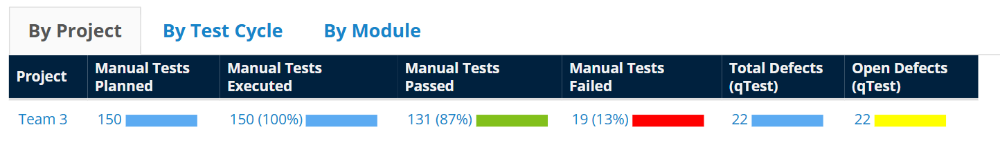 By Project By Test Cycle By Module
Project Manual Tests Planned Manual Tests Executed Manual Tests Passed Manual Tests Failed Total Defects (qTest) Open Defects (qTest)
Team 3 150 150 (100%) 131 (87%) 19 (13%) 22 22